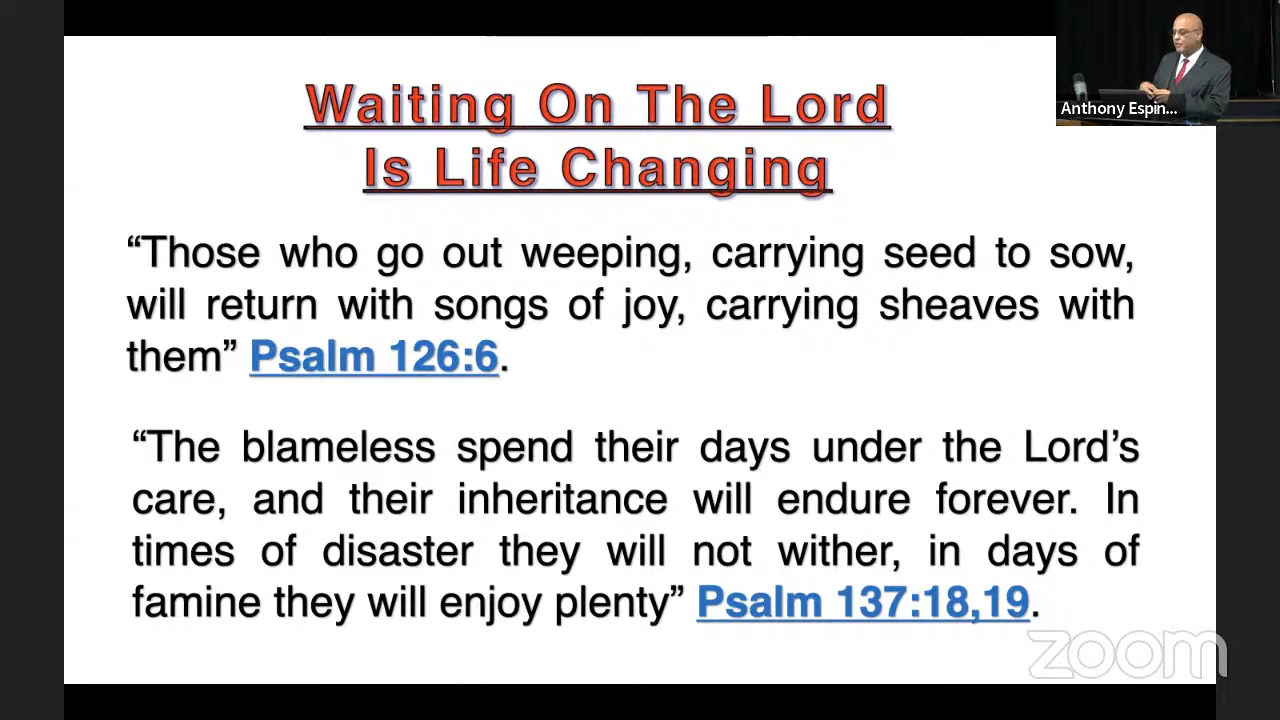 Waiting On The Lord
Is Life Changing
Anthony Espin...
“Those who go out weeping, carrying seed to sow,
will return with songs of joy, carrying sheaves with
them” Psalm 126:6.
“The blameless spend their days under the Lord’s
care, and their inheritance will endure forever. In
times of disaster they will not wither, in days of
famine they will enjoy plenty” Psalm 137:18,19.
zoom